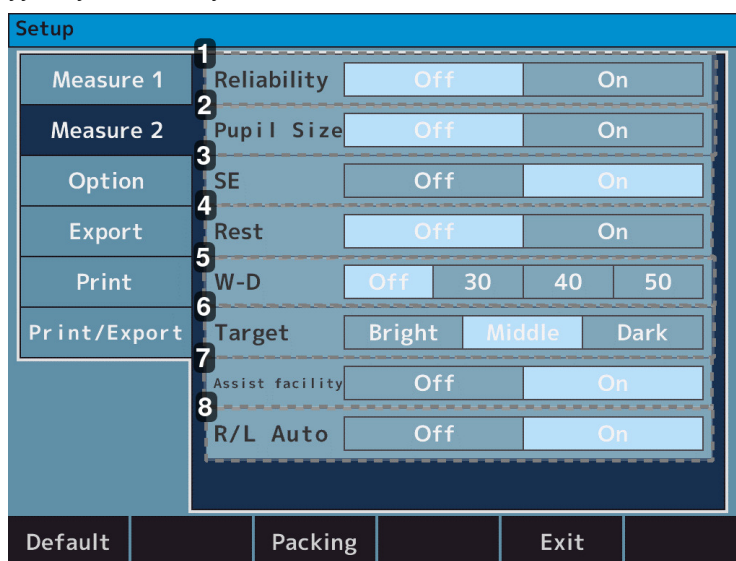 Setup
Measure 1
Measure 2
Option
Export
Print
Print/Export
1
Reliability Off On
2
Pupil Size Off On
3
SE Off On
4
Rest Off On
5
W-D Off 30 40 50
6
Target Bright Middle Dark
7
Assist facility Off On
8
R/L Auto Off On
Default Packing Exit